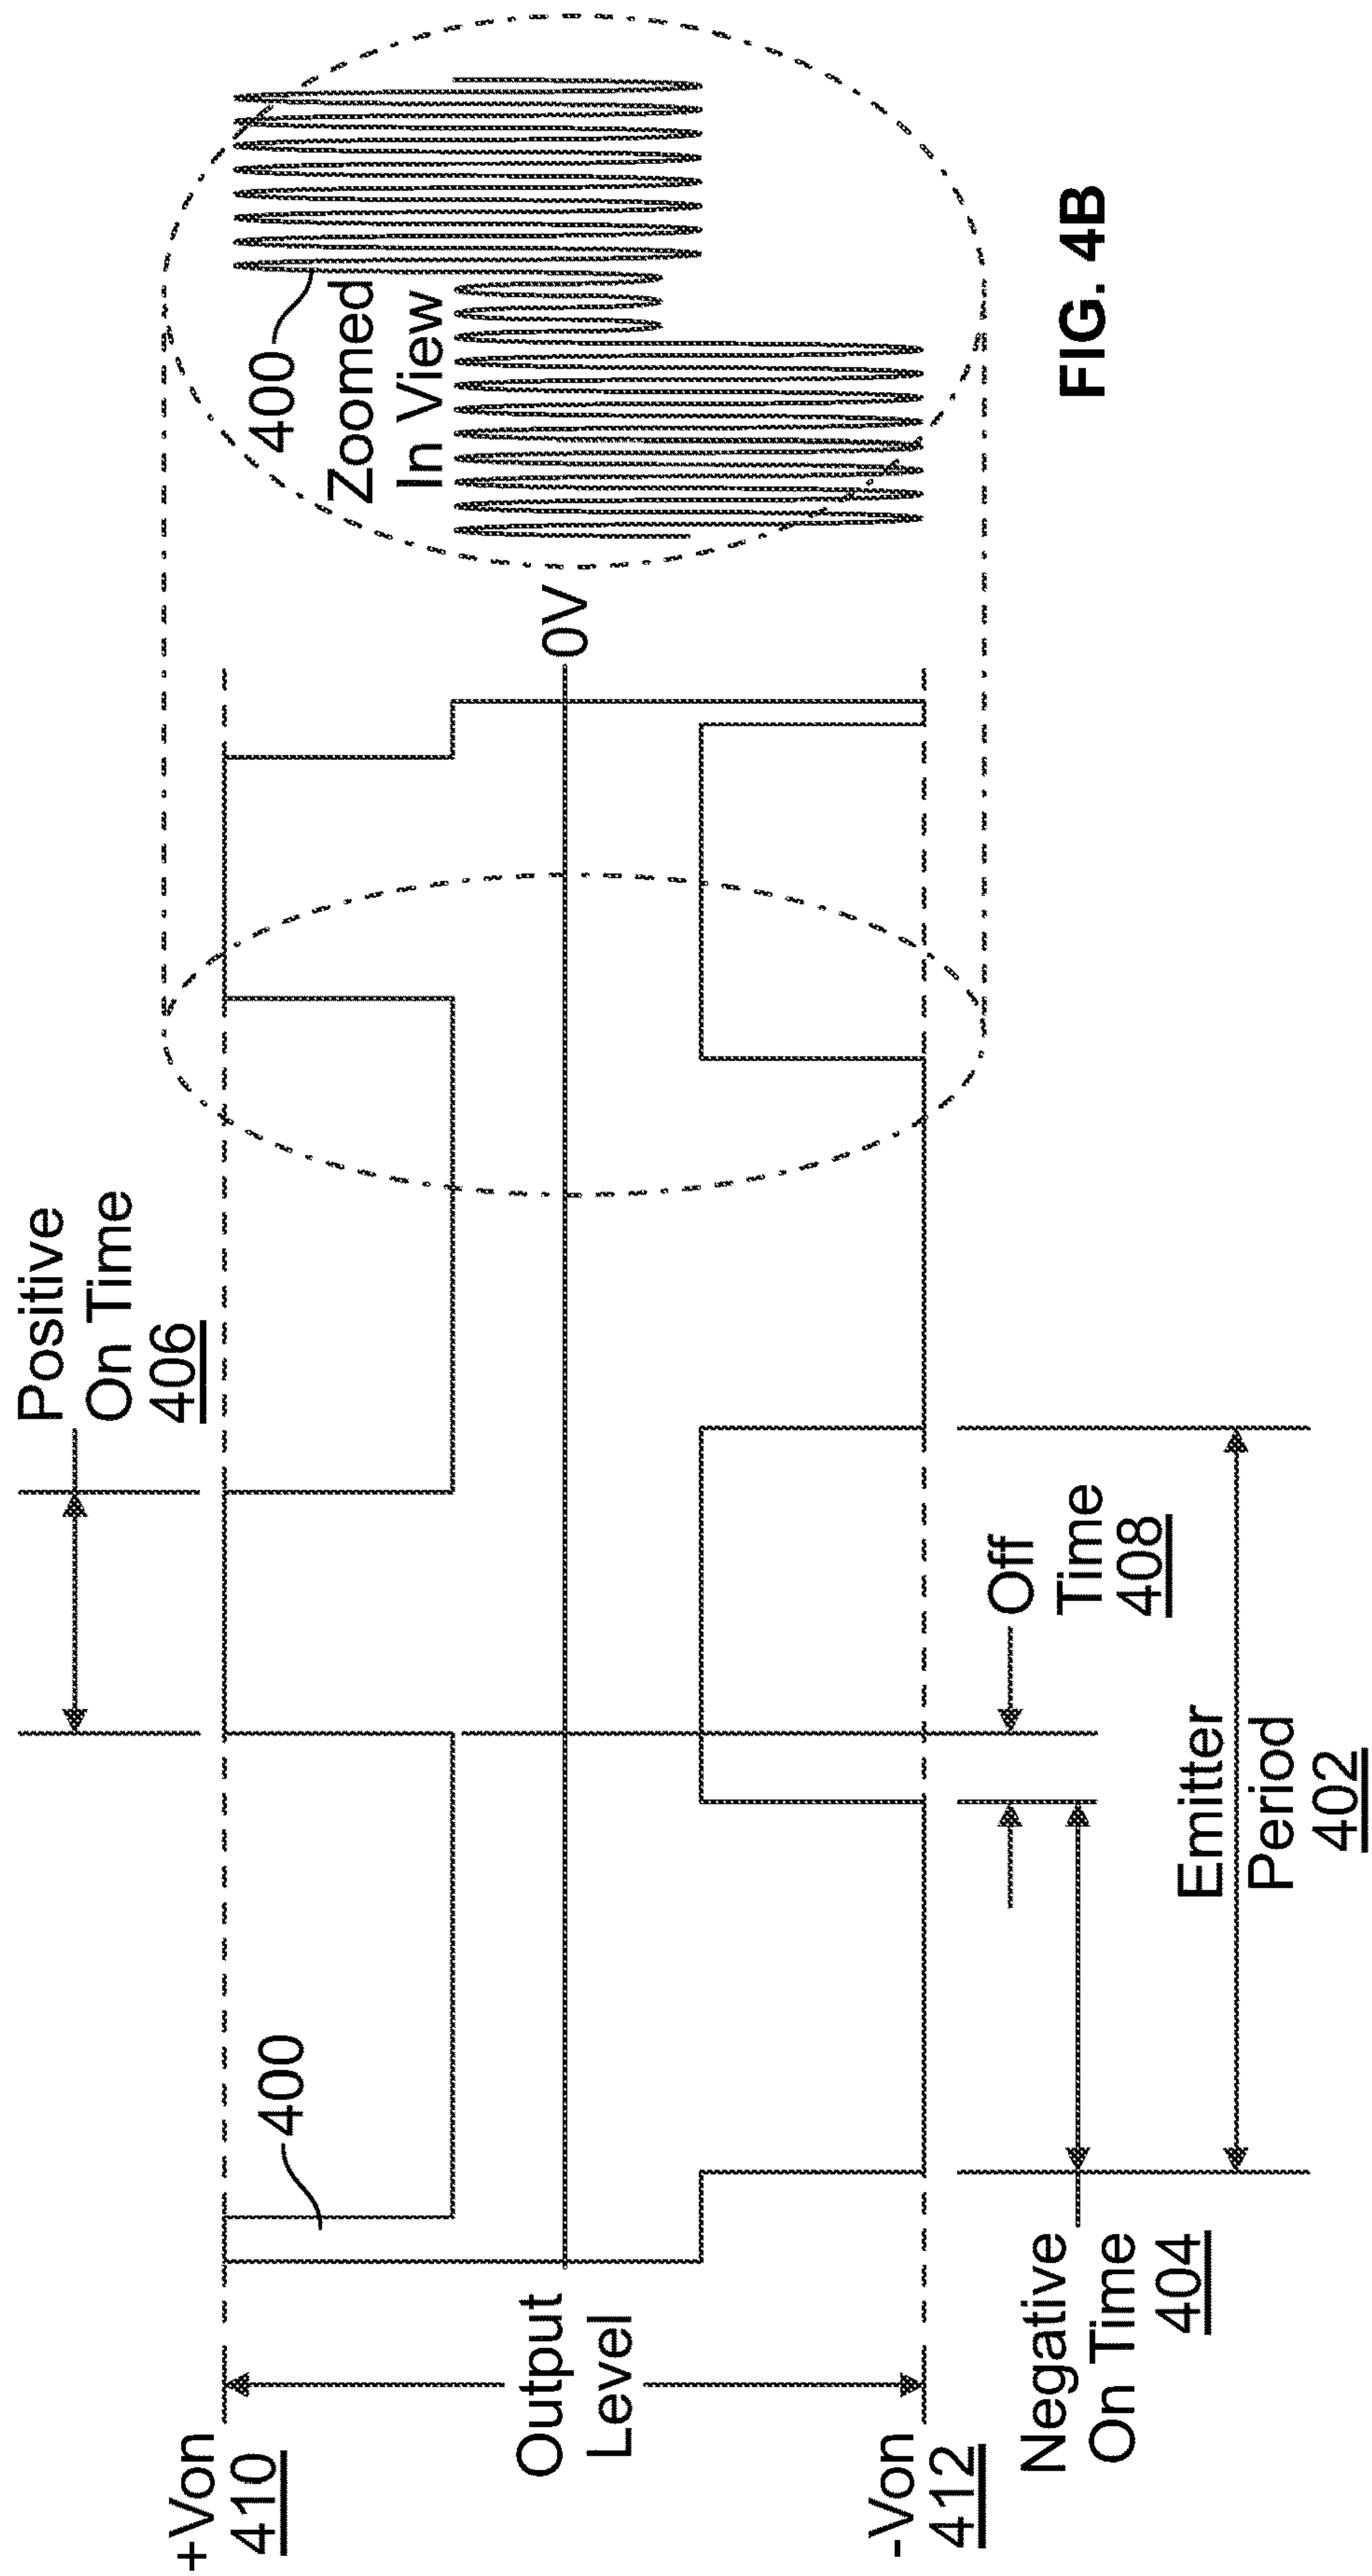 +Von
410
Output
Level
-Von
412
400
Positive
On Time
406
0V
400
Zoomed
In View
Negative
On Time
404
Off
Time
408
Emitter
Period
402
FIG. 4B